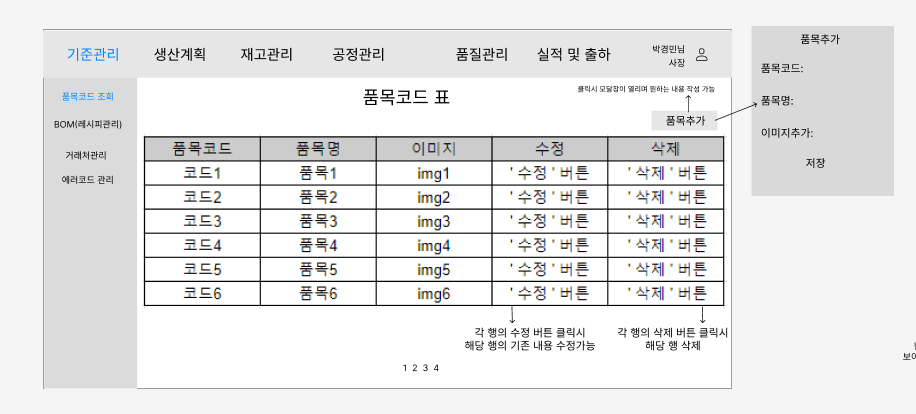 기준관리 생산계획 재고관리 공정관리 품질관리 실적 및 출하 박경민님
사장
품목코드 조회
BOM(레시피관리)
거래처관리
에러코드 관리
품목코드 표
클릭시 모달창이 열리며 원하는 내용 작성 가능
품목추가
품목코드 품목명 이미지 수정 삭제
코드1 품목1 img1 ' 수정 ' 버튼 ' 삭제 ' 버튼
코드2 품목2 img2 ' 수정 ' 버튼 ' 삭제 ' 버튼
코드3 품목3 img3 ' 수정 ' 버튼 ' 삭제 ' 버튼
코드4 품목4 img4 ' 수정 ' 버튼 ' 삭제 ' 버튼
코드5 품목5 img5 ' 수정 ' 버튼 ' 삭제 ' 버튼
코드6 품목6 img6 ' 수정 ' 버튼 ' 삭제 ' 버튼
각 행의 수정 버튼 클릭시
해당 행의 기존 내용 수정가능
각 행의 삭제 버튼 클릭시
해당 행 삭제
1 2 3 4
품목추가
품목코드:
품목명:
이미지추가:
저장